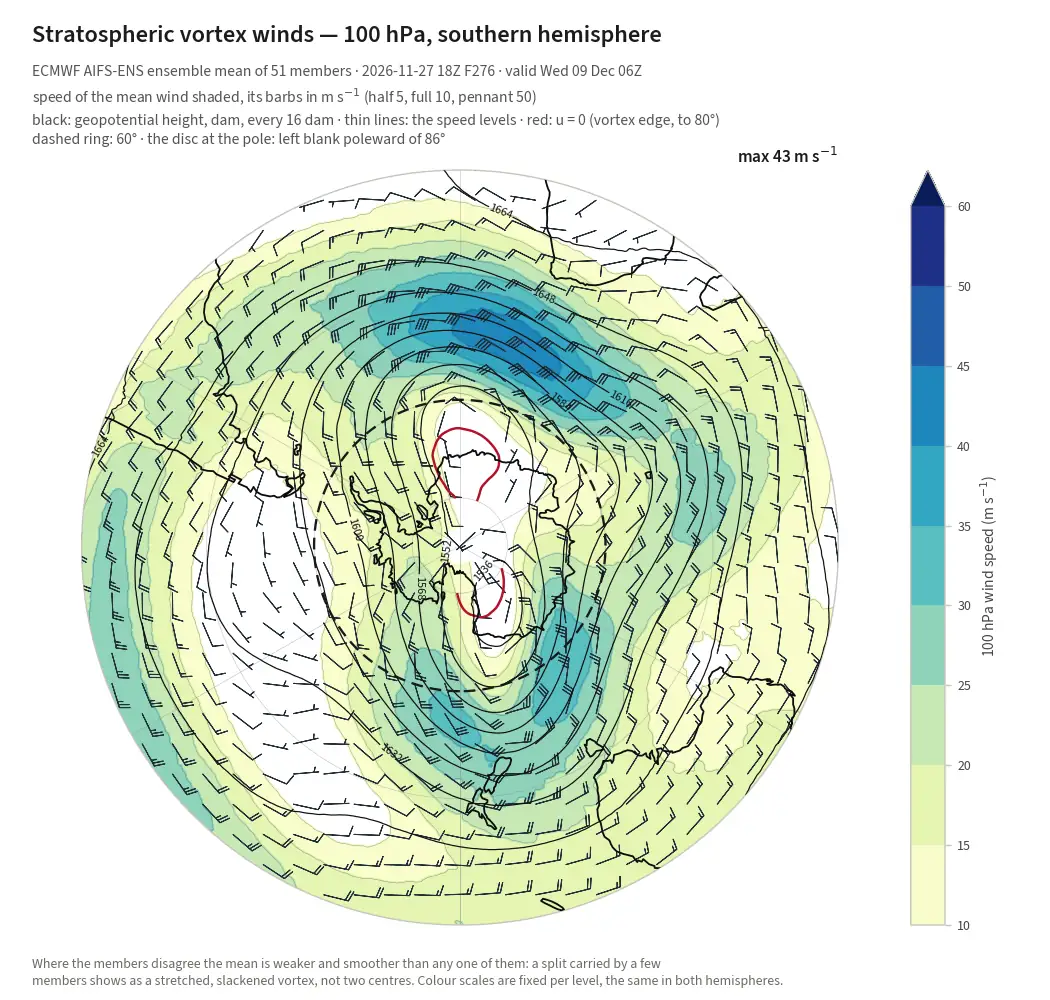 Stratospheric vortex winds — 100 hPa, southern hemisphere
ECMWF AIFS-ENS ensemble mean of 51 members · 2026-11-27 18Z F276 · valid Wed 09 Dec 06Z
speed of the mean wind shaded, its barbs in m s⁻¹ (half 5, full 10, pennant 50)
black: geopotential height, dam, every 16 dam · thin lines: the speed levels · red: u = 0 (vortex edge, to 80°)
dashed ring: 60° · the disc at the pole: left blank poleward of 86°
max 43 m s⁻¹
1664
1648
1616
1584
1664
1600
1552
1536
1568
1632
60
50
45
40
35
30
25
20
15
10
100 hPa wind speed (m s⁻¹)
Where the members disagree the mean is weaker and smoother than any one of them: a split carried by a few
members shows as a stretched, slackened vortex, not two centres. Colour scales are fixed per level, the same in both hemispheres.